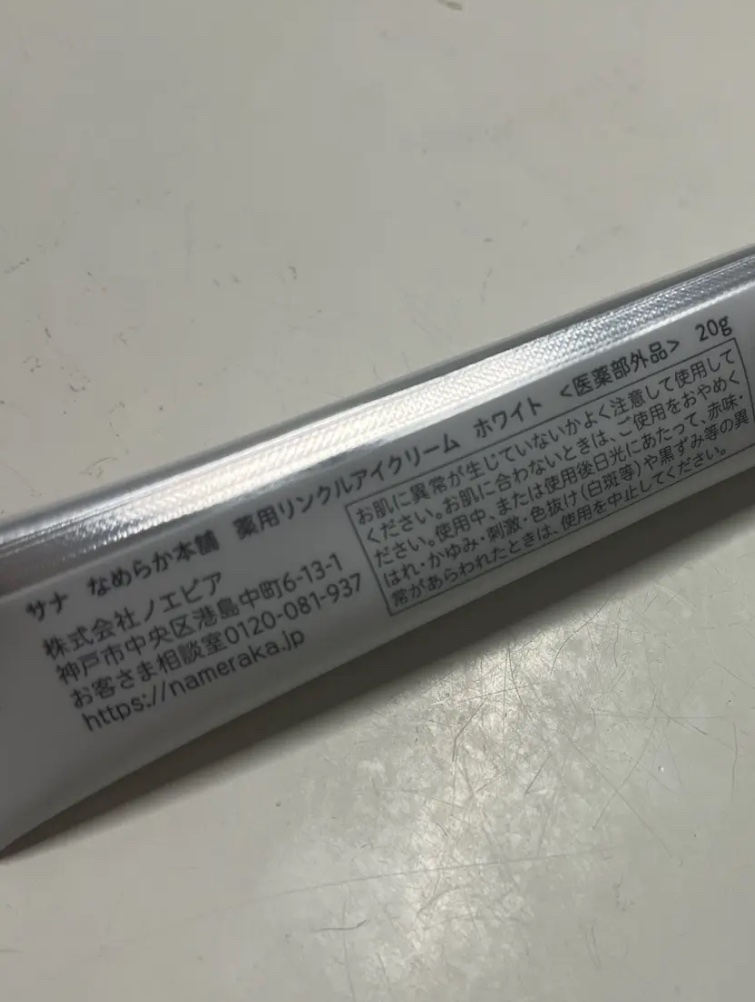 サナ なめらか本舗 薬用リンクルアイクリーム ホワイト <医薬部外品> 20g
株式会社ノエビア
神戸市中央区港島中町6-13-1
お客さま相談室0120-081-937
https://nameraka.jp
お肌に異常が生じていないかよく注意して使用して
ください。お肌に合わないときは、ご使用をおやめく
ださい。使用中、または使用後日光にあたって、赤味・
はれ・かゆみ・刺激・色抜け(白斑等)や黒ずみ等の異
常があらわれたときは、使用を中止してください。